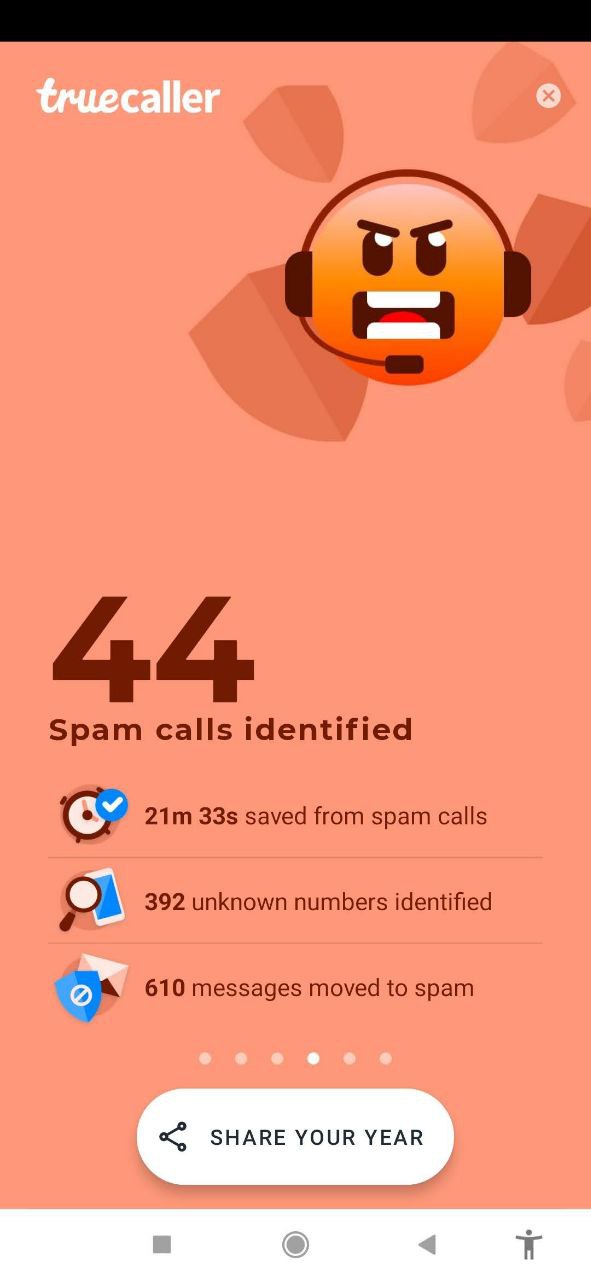 truecaller
44
Spam calls identified
21m 33s saved from spam calls
392 unknown numbers identified
610 messages moved to spam
SHARE YOUR YEAR